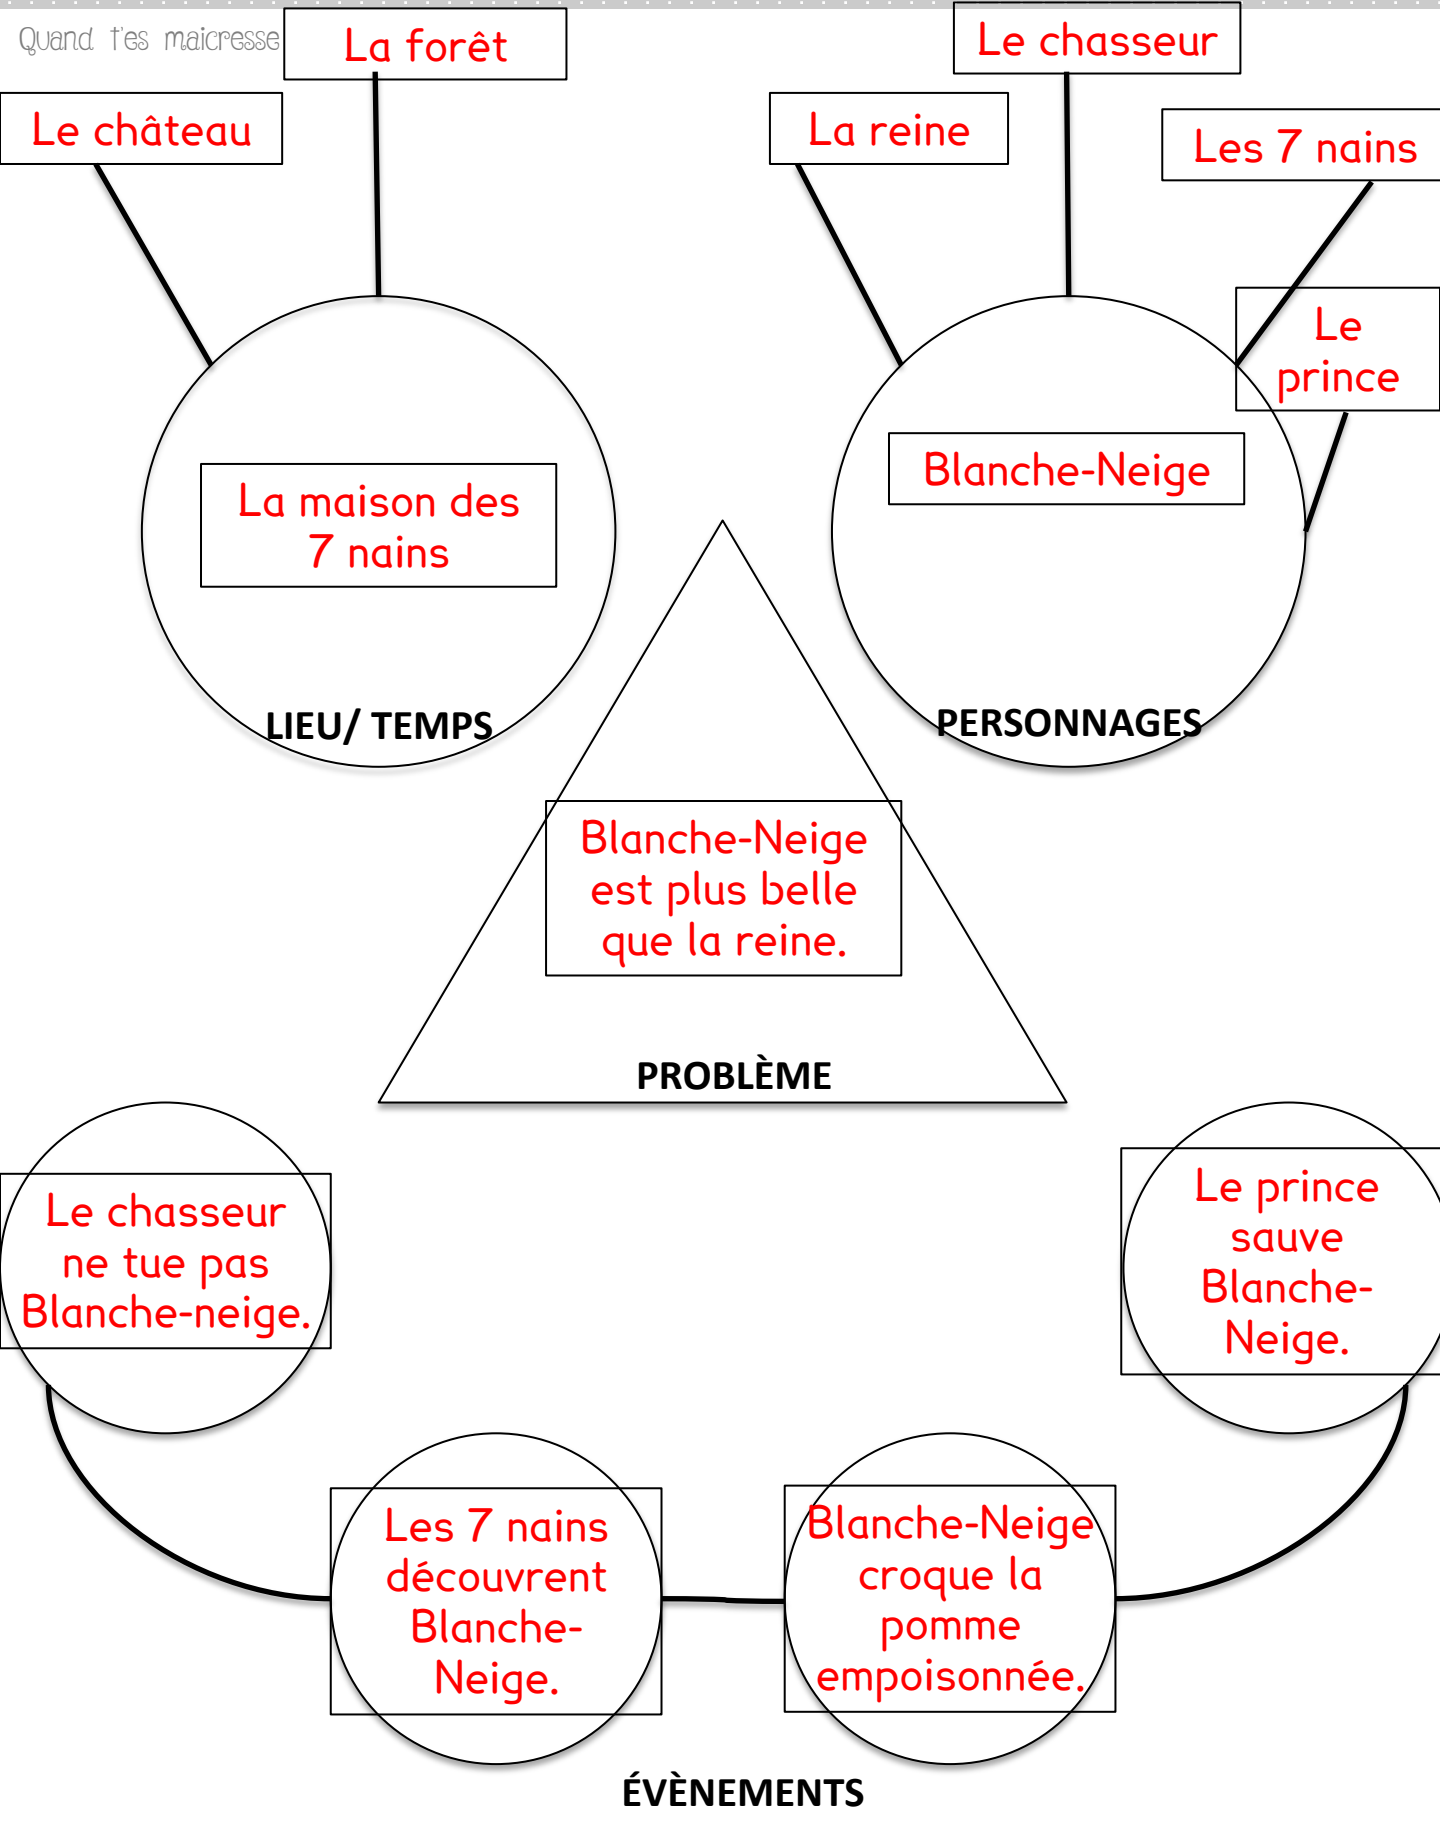 Quand t'es maicresse
La forêt
Le château
Le chasseur
La reine
Les 7 nains
Le
prince
La maison des
7 nains
LIEU/ TEMPS
Blanche-Neige
PERSONNAGES
Blanche-Neige
est plus belle
que la reine.
PROBLÈME
Le chasseur
ne tue pas
Blanche-neige.
Les 7 nains
découvrent
Blanche-
Neige.
Blanche-Neige
croque la
pomme
empoisonnée.
Le prince
sauve
Blanche-
Neige.
ÉVÈNEMENTS